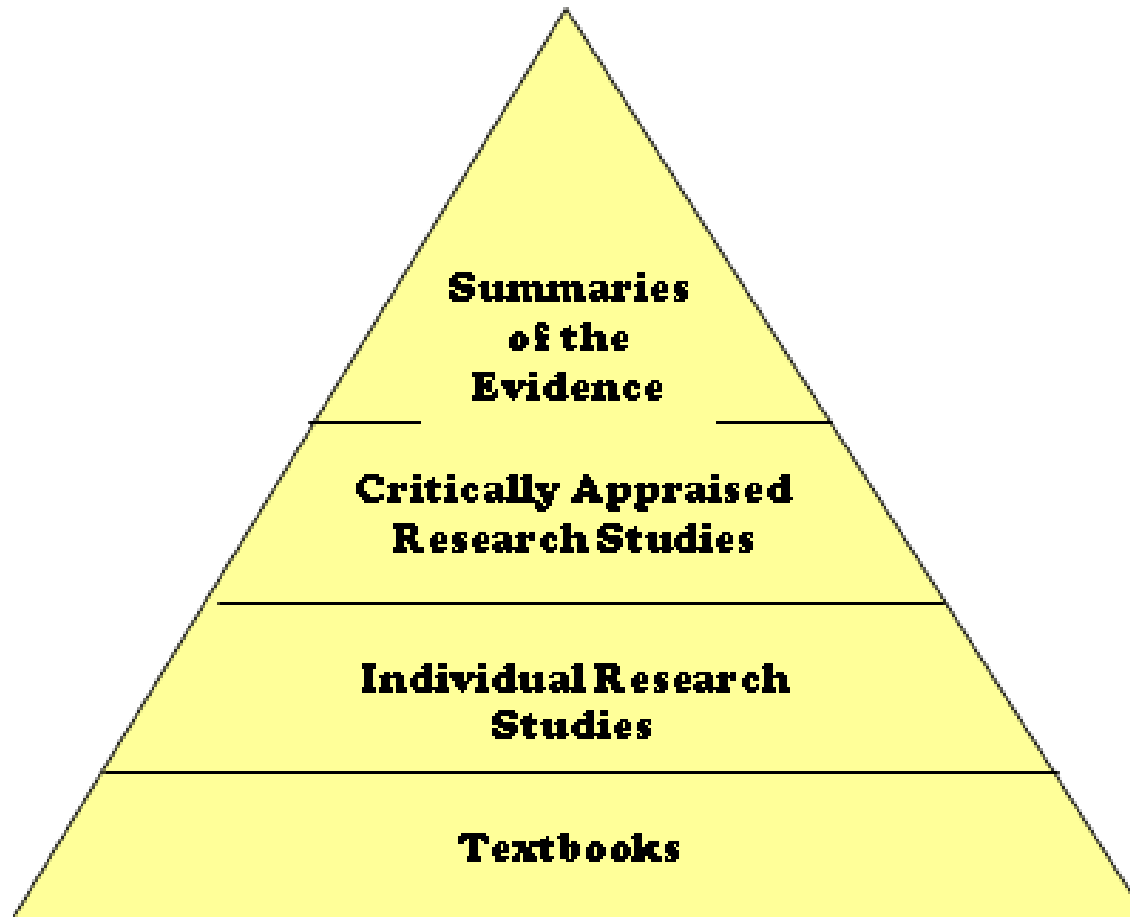 Summaries
of the
Evidence
Critically Appraised
Research Studies
Individual Research
Studies
Textbooks